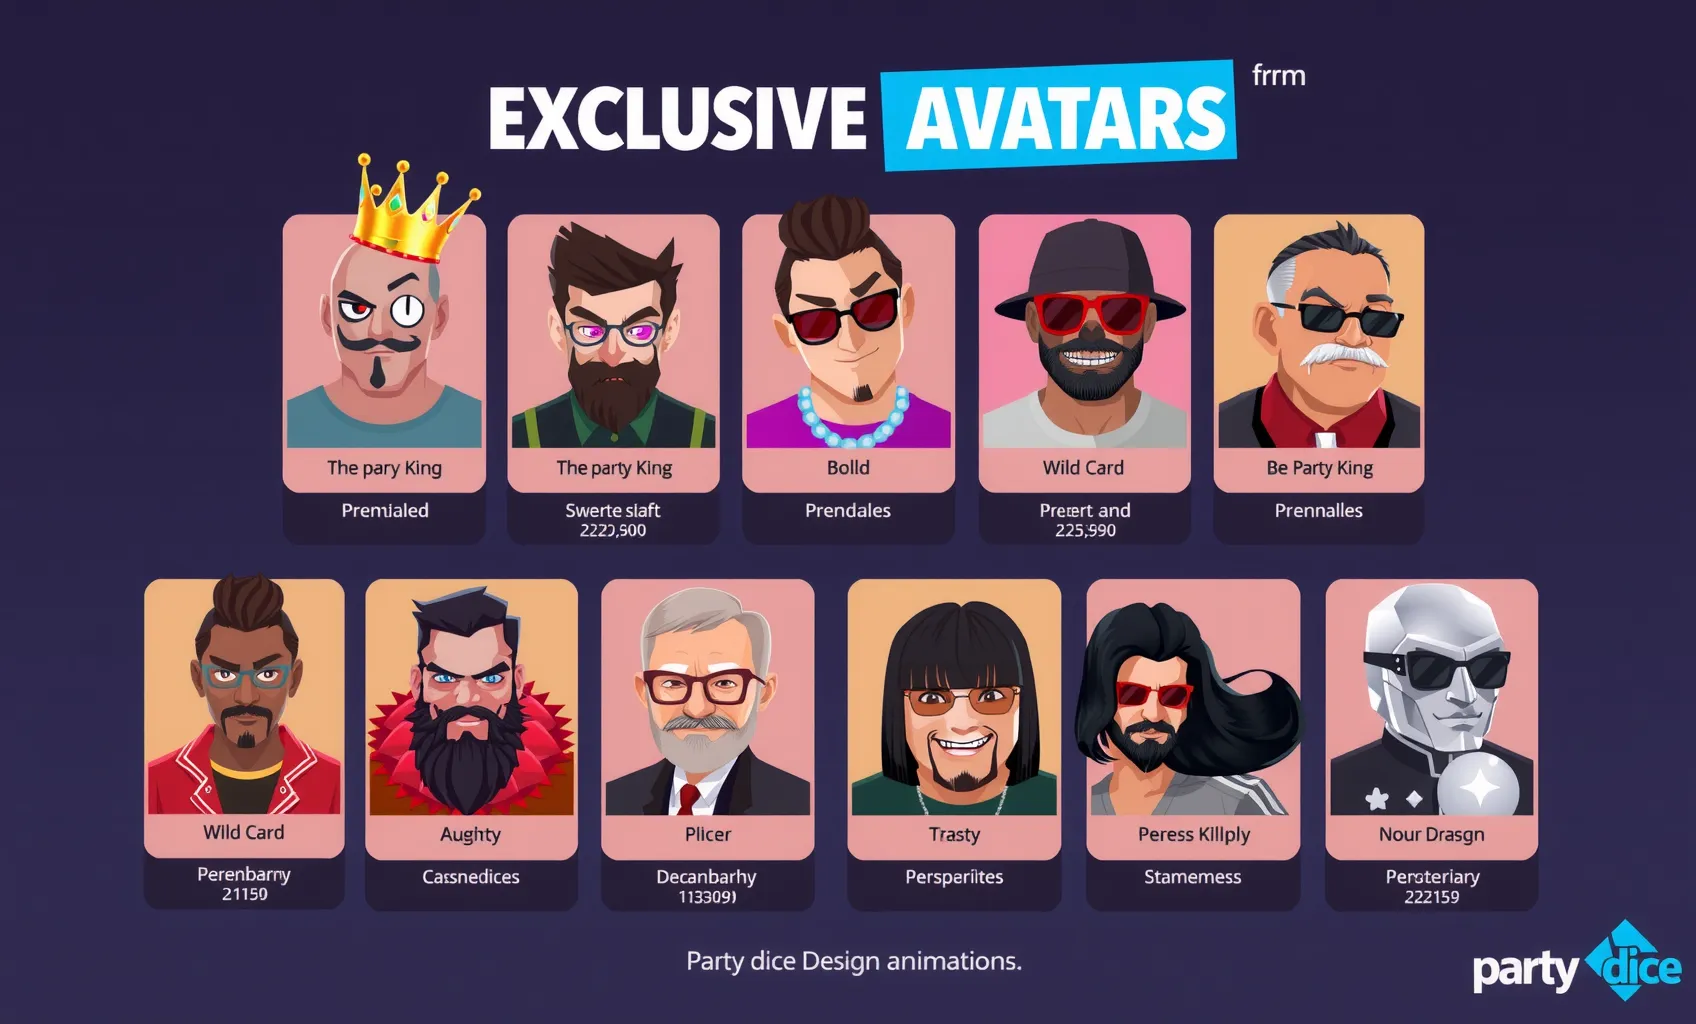 EXCLUSIVE AVATARS frrm
The pary King
Premialed
The party King
Swerte slaft
Bolld
Prendales
Wild Card
Pretert and
225,990
Be Party King
Prennalles
Wild Card
Perenbarny
21150
Aughty
Cassnedices
Plicer
Decanbarhy
Trasty
Persperiites
Peress Killply
Stamemess
Nour Drasgn
Persteriary
222159
Party dice Design animations.
party dice